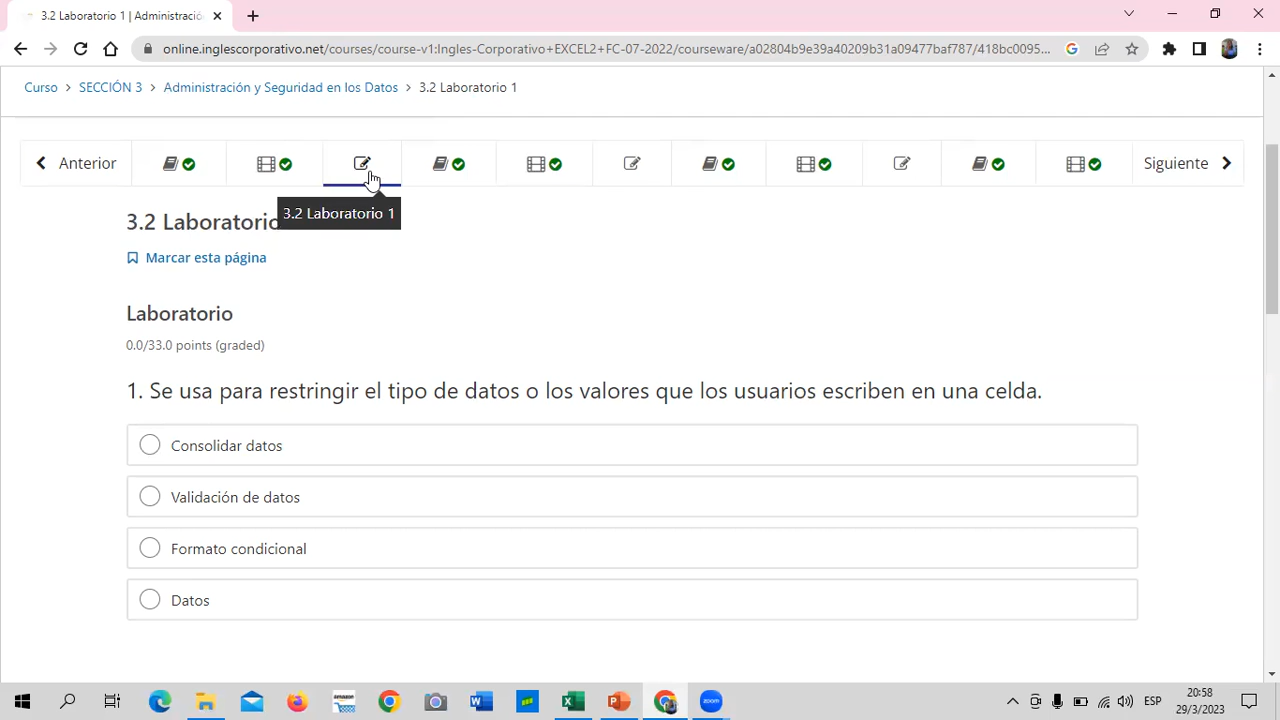 3.2 Laboratorio 1 | Administració
online.inglescorporativo.net/courses/course-v1:Ingles-Corporativo+EXCEL2+FC-07-2022/courseware/a02804b9e39a40209b31a09477baf787/418bc0095...
Curso > SECCIÓN 3 > Administración y Seguridad en los Datos > 3.2 Laboratorio 1
Anterior
Siguiente
3.2 Laboratorio 1
3.2 Laboratorio
Marcar esta página
Laboratorio
0.0/33.0 points (graded)
1. Se usa para restringir el tipo de datos o los valores que los usuarios escriben en una celda.
Consolidar datos
Validación de datos
Formato condicional
Datos
ESP
20:58
29/3/2023